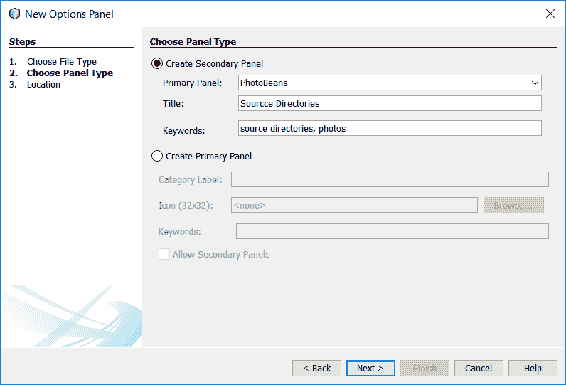 New Options Panel
Steps
1. Choose File Type
2. Choose Panel Type
3. Location
Choose Panel Type
Create Secondary Panel
Primary Panel: PhotoBeans
Title: Sourcce Directories
Keywords: source directories, photos
Create Primary Panel
Category Label:
Icon (32x32): <none> Browse...
Keywords:
Allow Secondary Panels
< Back Next > Finish Cancel Help